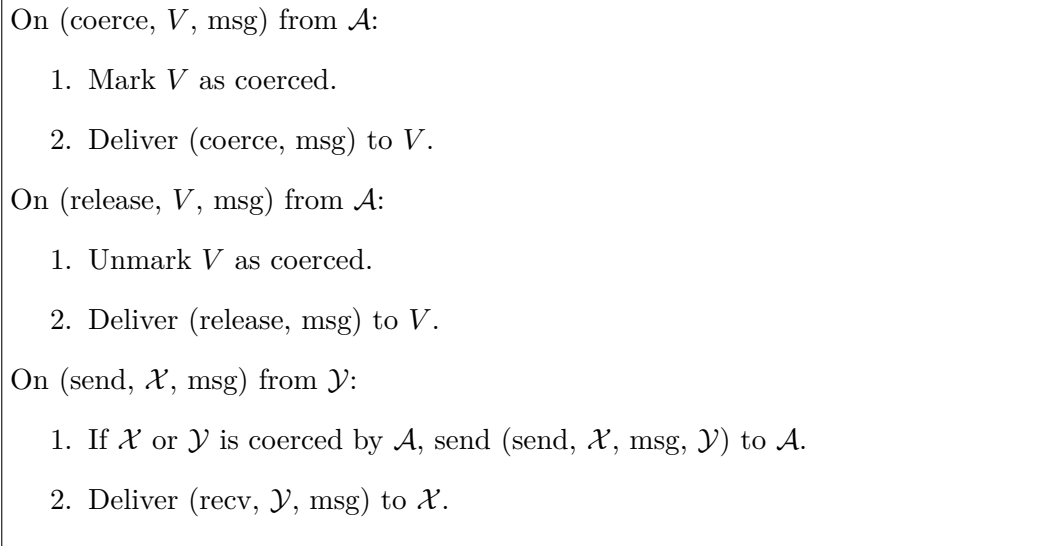 On (coerce, V, msg) from 𝒜:
1. Mark V as coerced.
2. Deliver (coerce, msg) to V.
On (release, V, msg) from 𝒜:
1. Unmark V as coerced.
2. Deliver (release, msg) to V.
On (send, 𝒳, msg) from 𝒴:
1. If 𝒳 or 𝒴 is coerced by 𝒜, send (send, 𝒳, msg, 𝒴) to 𝒜.
2. Deliver (recv, 𝒴, msg) to 𝒳.